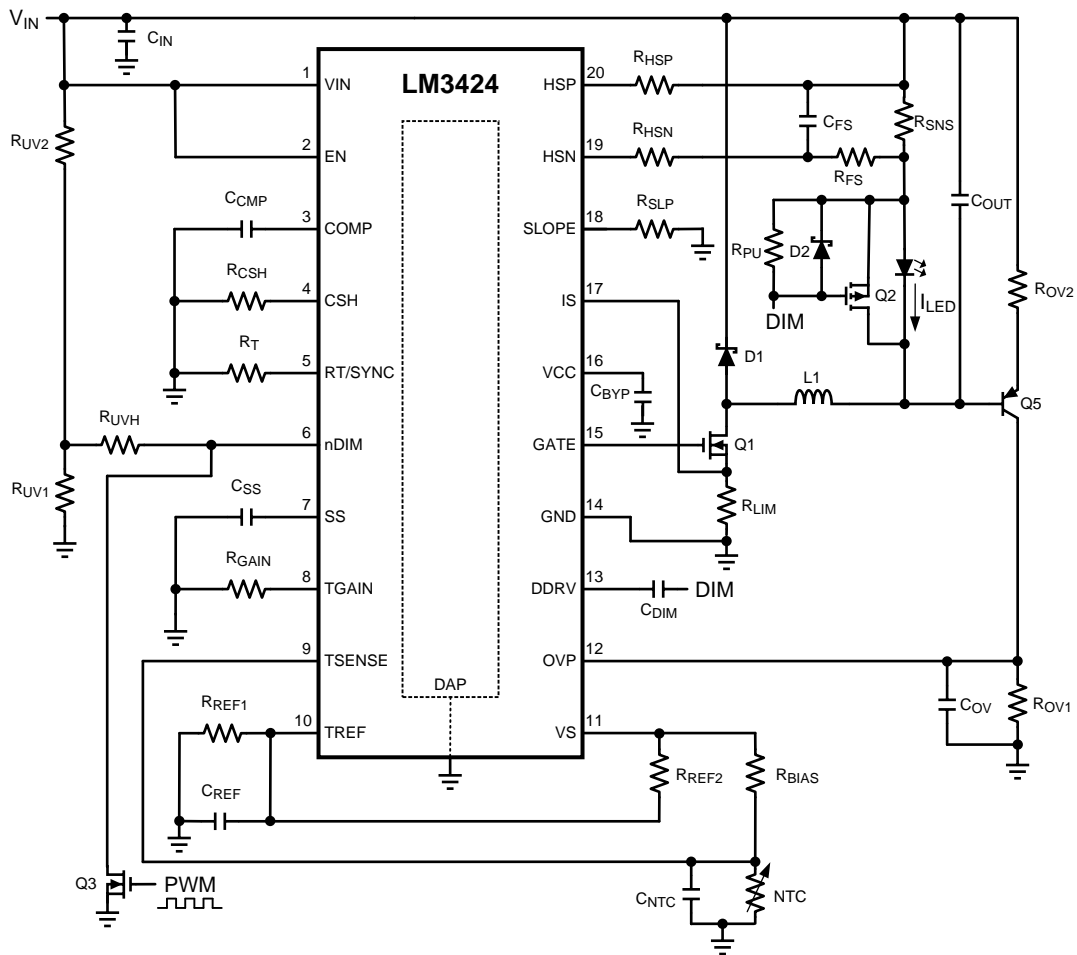 VIN
CIN
LM3424
1 VIN
2 EN
3 COMP
4 CSH
5 RT/SYNC
6 nDIM
7 SS
8 TGAIN
9 TSENSE
10 TREF
DAP
20 HSP
19 HSN
18 SLOPE
17 IS
16 VCC
15 GATE
14 GND
13 DDRV
12 OVP
11 VS
RUV2
CCMP
RCSH
RT
RUVH
RUV1
CSS
RGAIN
RREF1
CREF
Q3
PWM
RHSP
RHSN
CFS
RSNS
RFS
RSLP
RPU
D2
Q2
DIM
ILED
COUT
ROV2
D1
CBYP
L1
Q5
Q1
RLIM
CDIM
DIM
COV
ROV1
RREF2
RBIAS
CNTC
NTC